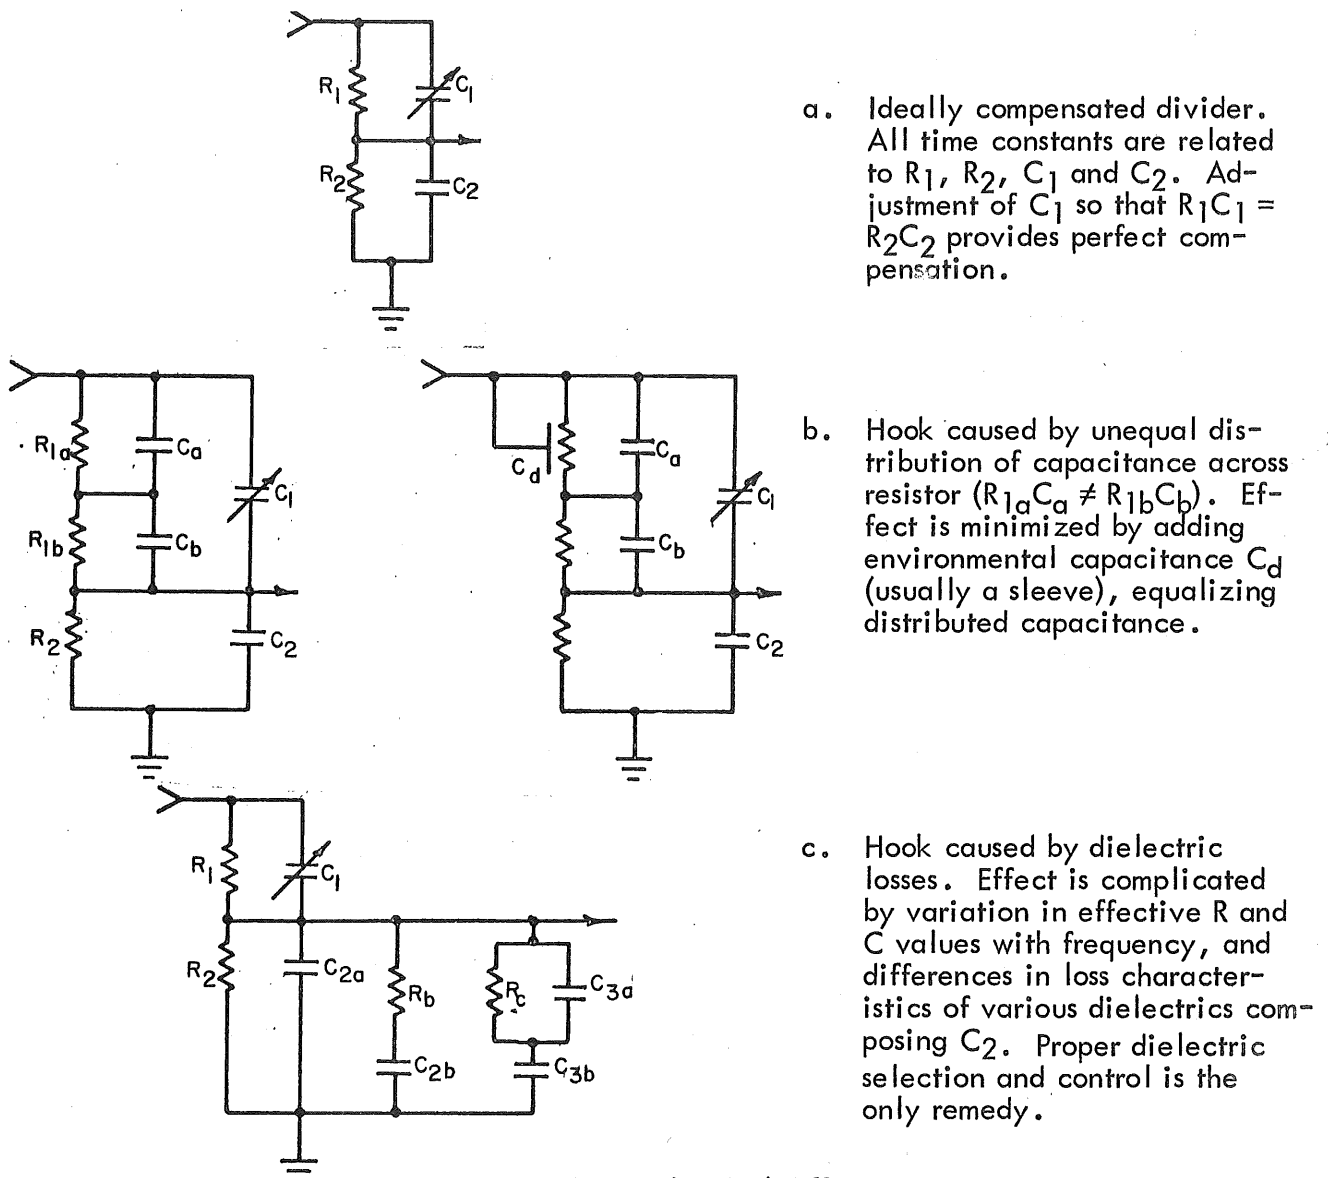 R1
C1
R2
C2
a. Ideally compensated divider.
All time constants are related
to R1, R2, C1 and C2. Ad-
justment of C1 so that R1C1 =
R2C2 provides perfect com-
pensation.
R1a
Ca
C1
R1b
Cb
R2
C2
Cd
Ca
C1
Cb
C2
b. Hook caused by unequal dis-
tribution of capacitance across
resistor (R1aCa ≠ R1bCb). Ef-
fect is minimized by adding
environmental capacitance Cd
(usually a sleeve), equalizing
distributed capacitance.
R1
C1
R2
C2a
Rb
Rc
C3a
C2b
C3b
c. Hook caused by dielectric
losses. Effect is complicated
by variation in effective R and
C values with frequency, and
differences in loss character-
istics of various dielectrics com-
posing C2. Proper dielectric
selection and control is the
only remedy.